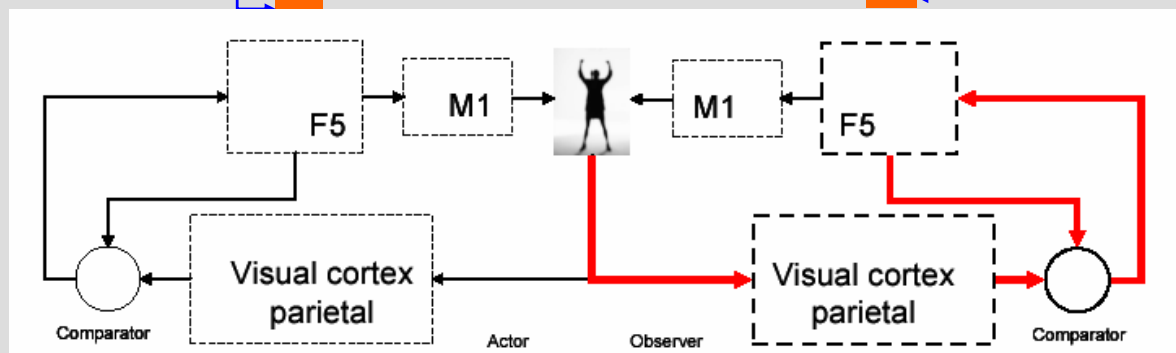 F5
M1
M1
F5
Visual cortex
parietal
Visual cortex
parietal
Comparator
Actor
Observer
Comparator